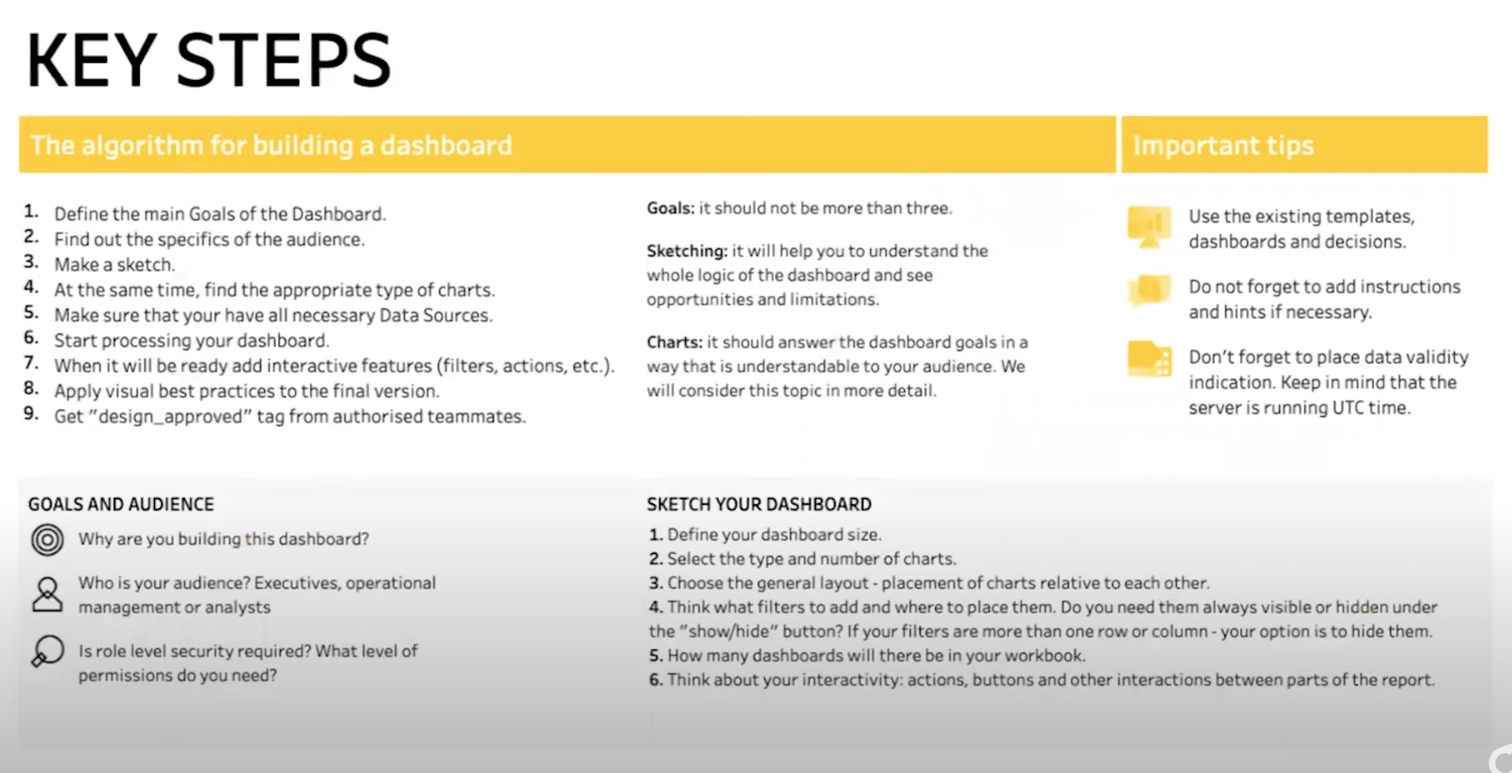 KEY STEPS
The algorithm for building a dashboard
1. Define the main Goals of the Dashboard.
2. Find out the specifics of the audience.
3. Make a sketch.
4. At the same time, find the appropriate type of charts.
5. Make sure that your have all necessary Data Sources.
6. Start processing your dashboard.
7. When it will be ready add interactive features (filters, actions, etc.).
8. Apply visual best practices to the final version.
9. Get "design_approved" tag from authorised teammates.
Goals: it should not be more than three.
Sketching: it will help you to understand the
whole logic of the dashboard and see
opportunities and limitations.
Charts: it should answer the dashboard goals in a
way that is understandable to your audience. We
will consider this topic in more detail.
Important tips
Use the existing templates,
dashboards and decisions.
Do not forget to add instructions
and hints if necessary.
Don't forget to place data validity
indication. Keep in mind that the
server is running UTC time.
GOALS AND AUDIENCE
Why are you building this dashboard?
Who is your audience? Executives, operational
management or analysts
Is role level security required? What level of
permissions do you need?
SKETCH YOUR DASHBOARD
1. Define your dashboard size.
2. Select the type and number of charts.
3. Choose the general layout - placement of charts relative to each other.
4. Think what filters to add and where to place them. Do you need them always visible or hidden under
the "show/hide" button? If your filters are more than one row or column - your option is to hide them.
5. How many dashboards will there be in your workbook.
6. Think about your interactivity: actions, buttons and other interactions between parts of the report.